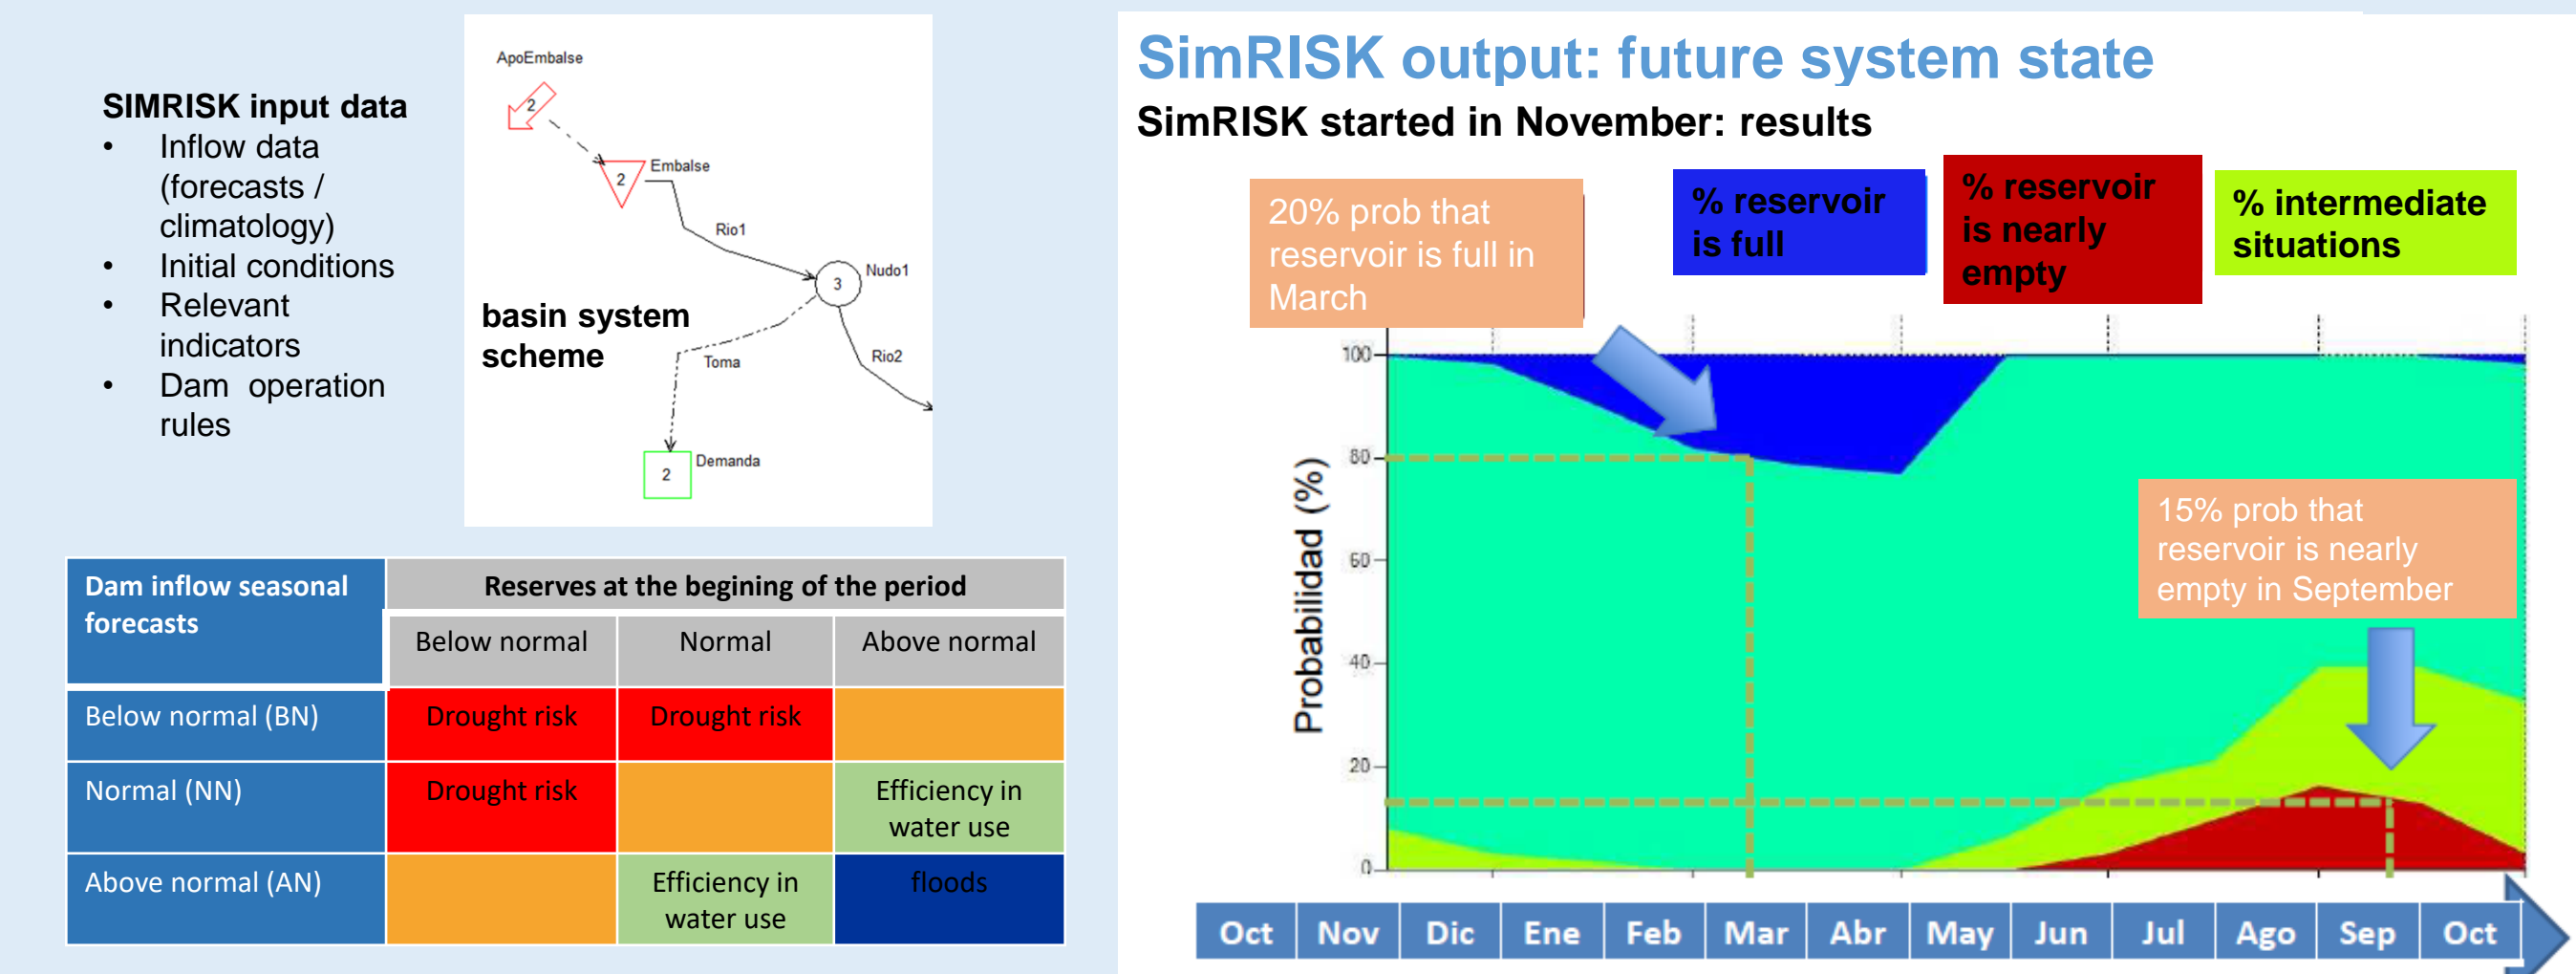 SIMRISK input data
• Inflow data
(forecasts /
climatology)
• Initial conditions
• Relevant
indicators
• Dam operation
rules
ApoEmbalse
2
2
Embalse
Rio1
3
Nudo1
basin system
scheme
Toma
Rio2
2
Demanda
Dam inflow seasonal
forecasts
Reserves at the begining of the period
Below normal
Normal
Above normal
Below normal (BN)
Drought risk
Drought risk
Normal (NN)
Drought risk
Efficiency in
water use
Above normal (AN)
Efficiency in
water use
floods
SimRISK output: future system state
SimRISK started in November: results
20% prob that
reservoir is full in
March
% reservoir
is full
% reservoir
is nearly
empty
% intermediate
situations
Probabilidad (%)
100
80
60
40
20
0
15% prob that
reservoir is nearly
empty in September
Oct Nov Dic Ene Feb Mar Abr May Jun Jul Ago Sep Oct